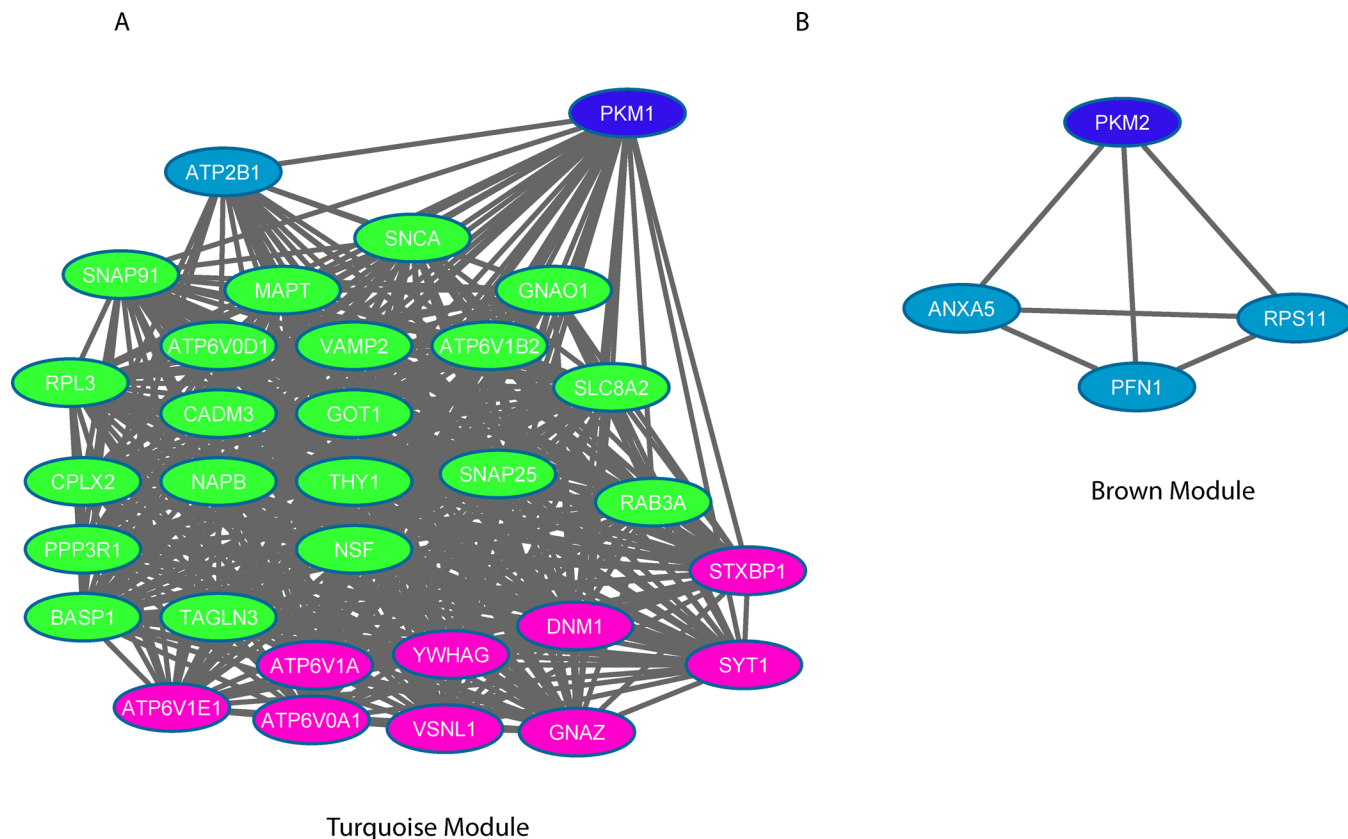 A
B
PKM1
PKM2
ATP2B1
SNCA
SNAP91
MAPT
GNAO1
ANXA5
RPS11
ATP6V0D1
VAMP2
ATP6V1B2
RPL3
SLC8A2
PFN1
CADM3
GOT1
CPLX2
NAPB
THY1
SNAP25
RAB3A
Brown Module
PPP3R1
NSF
STXBP1
BASP1
TAGLN3
DNM1
ATP6V1A
YWHAG
SYT1
ATP6V1E1
ATP6V0A1
VSNL1
GNAZ
Turquoise Module